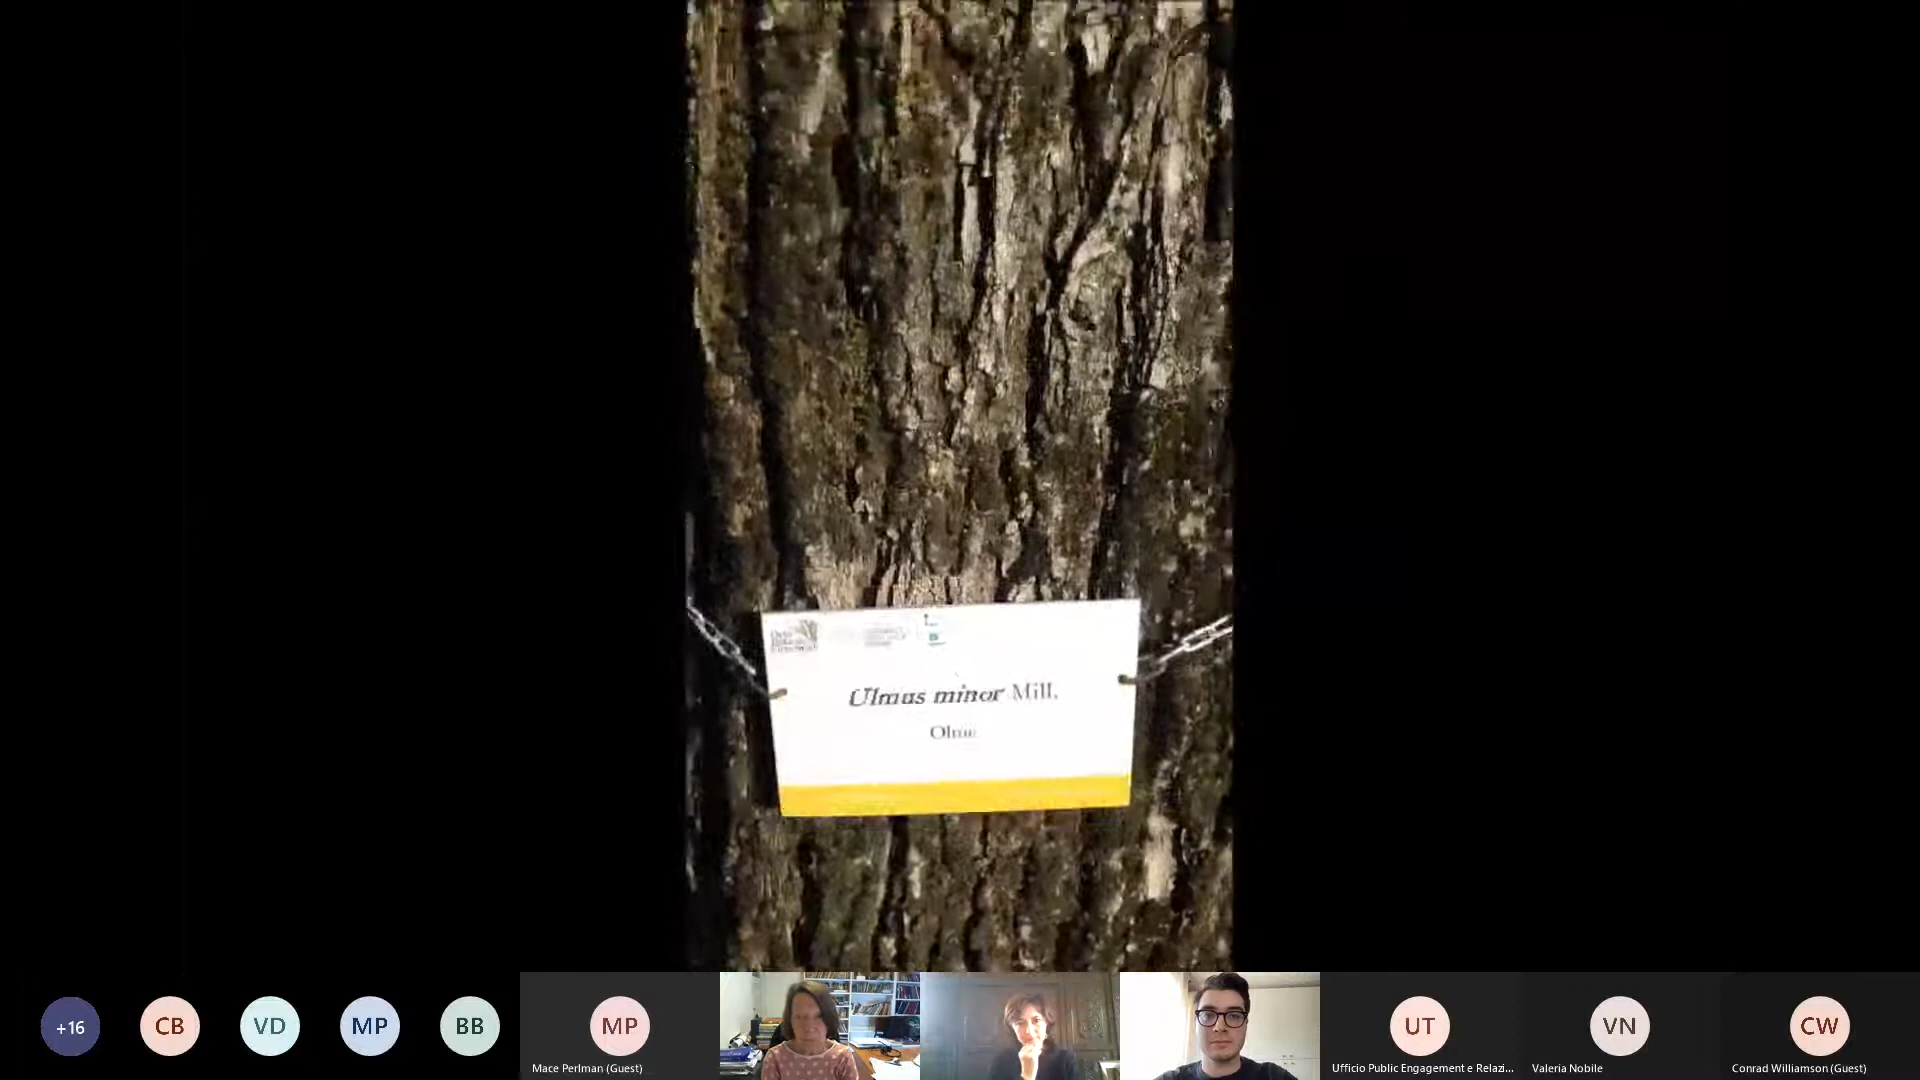 Ulmus minor Mill.
+16
CB
VD
MP
BB
MP
UT
VN
CW
Mace Perlman (Guest)
Ufficio Public Engagement e Relazi...
Valeria Nobile
Conrad Williamson (Guest)